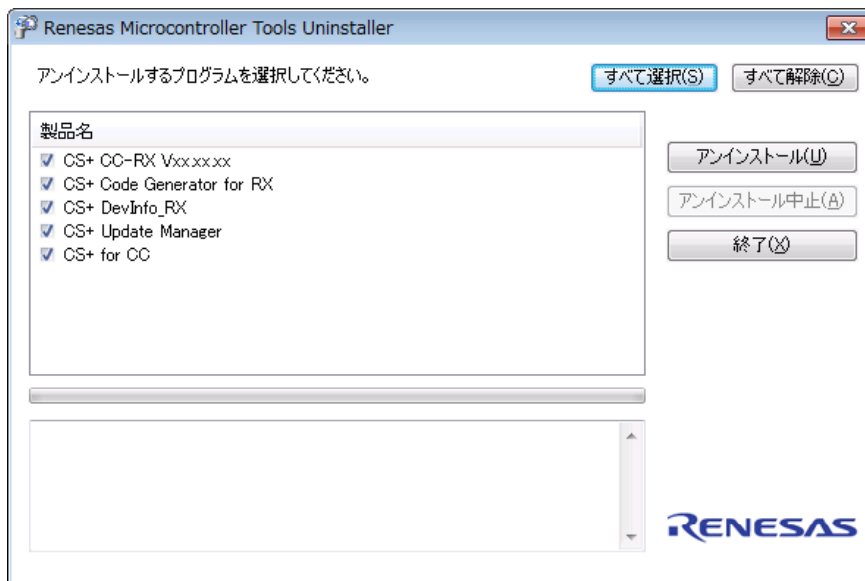 Renesas Microcontroller Tools Uninstaller
アンインストールするプログラムを選択してください。
すべて選択(S)
すべて解除(C)
製品名
CS+ CC-RX Vxx.xx.xx
CS+ Code Generator for RX
CS+ DevInfo_RX
CS+ Update Manager
CS+ for CC
アンインストール(U)
アンインストール中止(A)
終了(X)
RENESAS